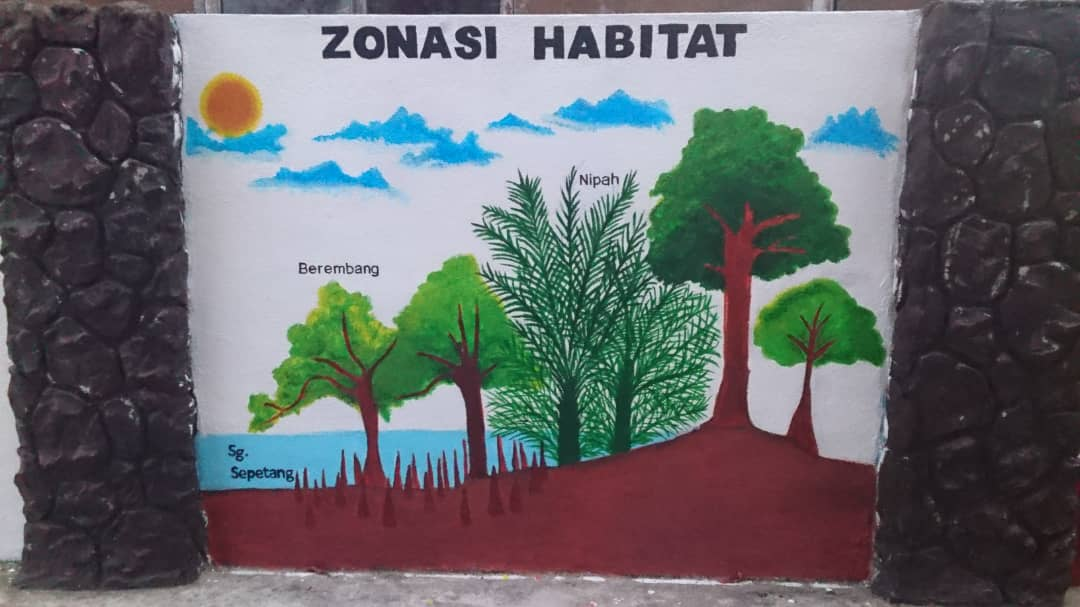 ZONASI HABITAT
Nipah
Berembang
Sg.
Sepetang